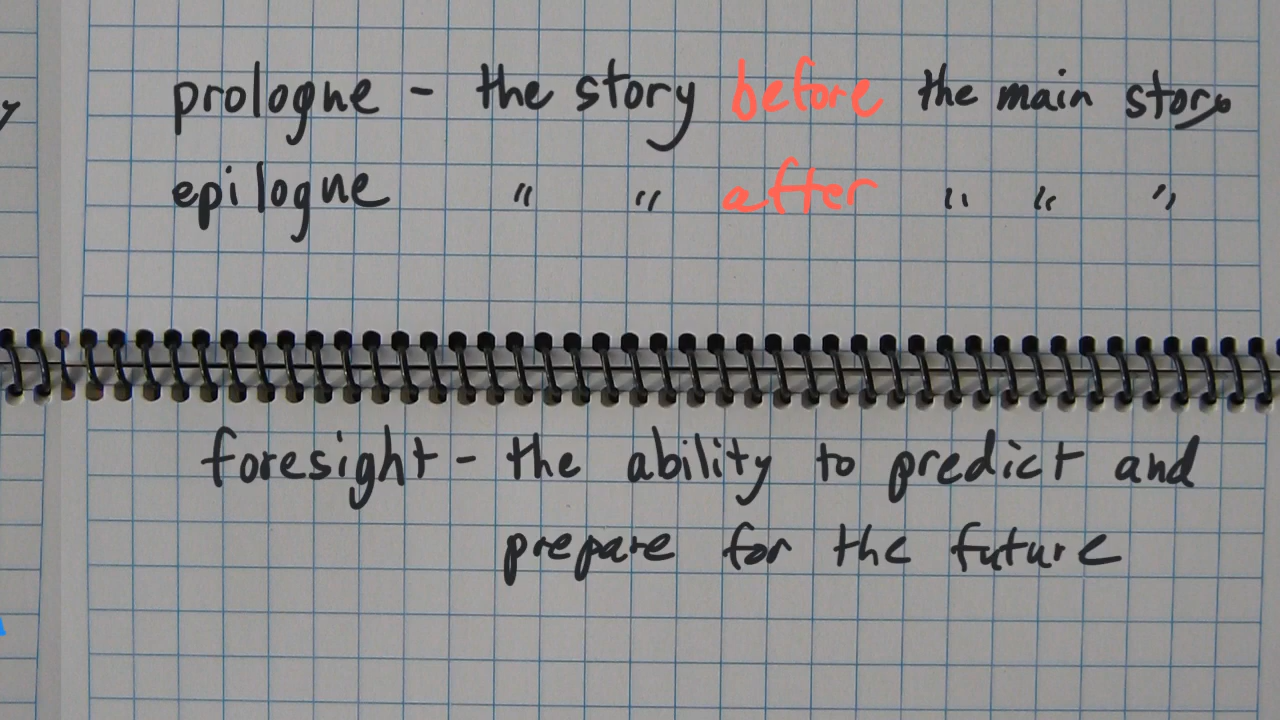 prologue - the story before the main story
epilogue " " after " " "
foresight - the ability to predict and
prepare for the future